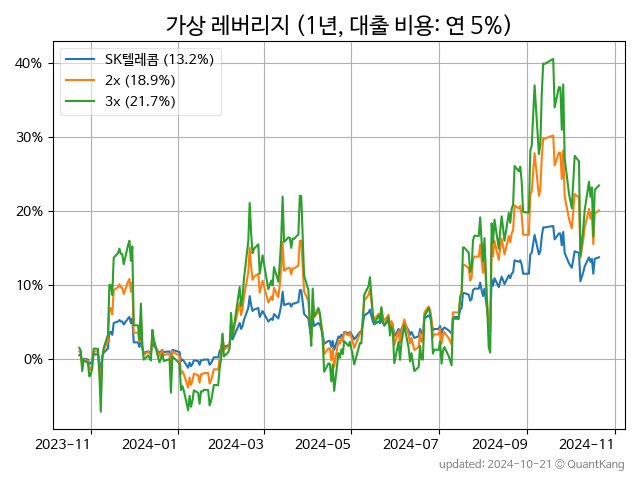 가상 레버리지 (1년, 대출 비용: 연 5%)
SK텔레콤 (13.2%)
2x (18.9%)
3x (21.7%)
40%
30%
20%
10%
0%
2023-11 2024-01 2024-03 2024-05 2024-07 2024-09 2024-11
updated: 2024-10-21 © QuantKang